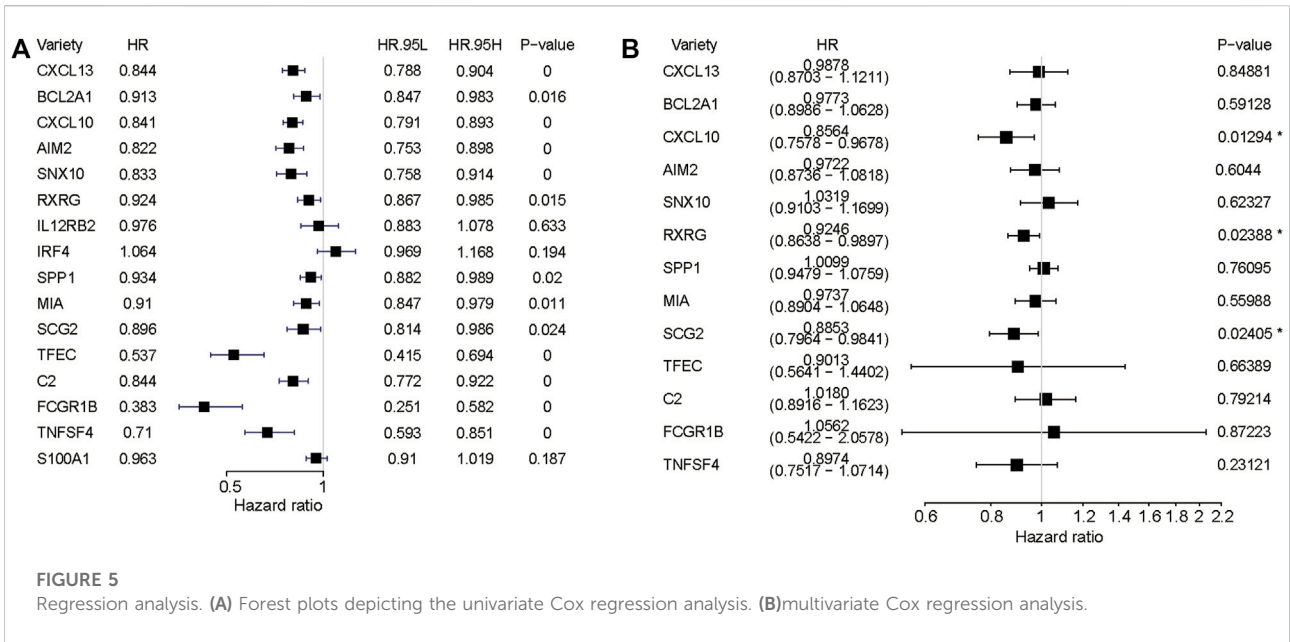 A Variety HR HR.95L HR.95H P-value
CXCL13 0.844 0.788 0.904 0
BCL2A1 0.913 0.847 0.983 0.016
CXCL10 0.841 0.791 0.893 0
AIM2 0.822 0.753 0.898 0
SNX10 0.833 0.758 0.914 0
RXRG 0.924 0.867 0.985 0.015
IL12RB2 0.976 0.883 1.078 0.633
IRF4 1.064 0.969 1.168 0.194
SPP1 0.934 0.882 0.989 0.02
MIA 0.91 0.847 0.979 0.011
SCG2 0.896 0.814 0.986 0.024
TFEC 0.537 0.415 0.694 0
C2 0.844 0.772 0.922 0
FCGR1B 0.383 0.251 0.582 0
TNFSF4 0.71 0.593 0.851 0
S100A1 0.963 0.91 1.019 0.187
0.5 1
Hazard ratio
B Variety HR P-value
CXCL13 0.9878 (0.8703 - 1.1211) 0.84881
BCL2A1 0.9773 (0.8986 - 1.0628) 0.59128
CXCL10 0.8564 (0.7578 - 0.9678) 0.01294 *
AIM2 0.9722 (0.8736 - 1.0818) 0.6044
SNX10 1.0319 (0.9103 - 1.1699) 0.62327
RXRG 0.9246 (0.8638 - 0.9897) 0.02388 *
SPP1 1.0099 (0.9479 - 1.0759) 0.76095
MIA 0.9737 (0.8904 - 1.0648) 0.55988
SCG2 0.8853 (0.7964 - 0.9841) 0.02405 *
TFEC 0.9013 (0.5641 - 1.4402) 0.66389
C2 1.0180 (0.8916 - 1.1623) 0.79214
FCGR1B 1.0562 (0.5422 - 2.0578) 0.87223
TNFSF4 0.8974 (0.7517 - 1.0714) 0.23121
0.6 0.8 1 1.2 1.4 1.6 1.8 2 2.2
Hazard ratio
FIGURE 5
Regression analysis. (A) Forest plots depicting the univariate Cox regression analysis. (B)multivariate Cox regression analysis.